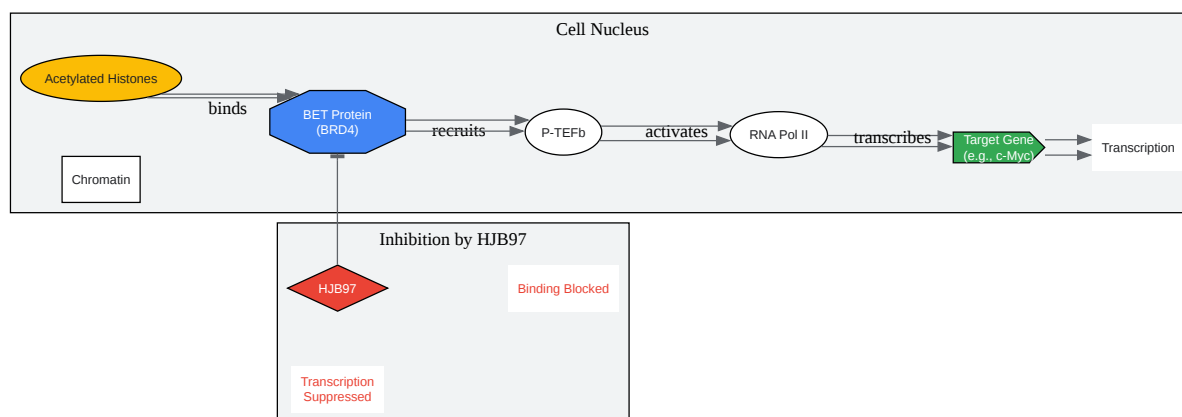 Cell Nucleus
Acetylated Histones
binds
BET Protein
(BRD4)
recruits
P-TEFb
activates
RNA Pol II
transcribes
Target Gene
(e.g., c-Myc)
Transcription
Chromatin
Inhibition by HJB97
HJB97
Binding Blocked
Transcription
Suppressed